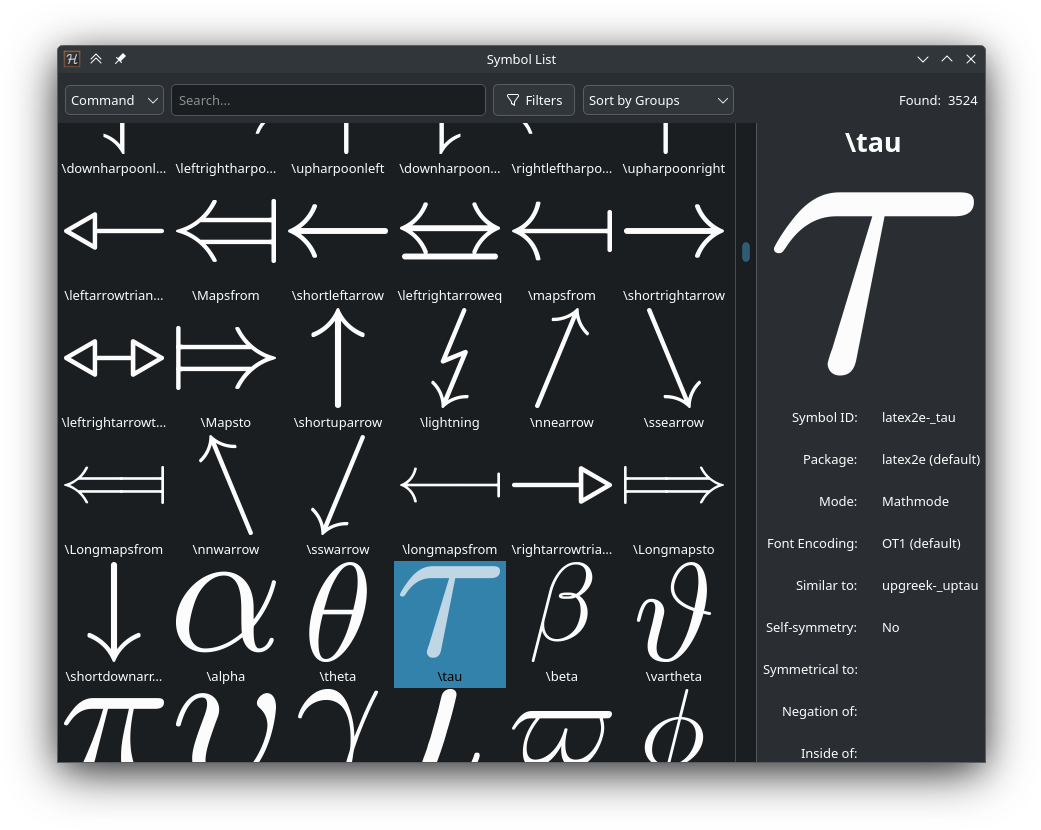 Symbol List
Command Search... Filters Sort by Groups Found: 3524
\downharpoonl... \leftrightharpo... \upharpoonleft \downharpoon... \rightleftharpo... \upharpoonright
\leftarrowtrian... \Mapsfrom \shortleftarrow \leftrightarroweq \mapsfrom \shortrightarrow
\leftrightarrowt... \Mapsto \shortuparrow \lightning \nnearrow \ssearrow
\Longmapsfrom \nnwarrow \sswarrow \longmapsfrom \rightarrowtria... \Longmapsto
α θ τ β ϑ
\shortdownarr... \alpha \theta \tau \beta \vartheta
π υ γ ι ϖ ϕ
\tau
τ
Symbol ID: latex2e-_tau
Package: latex2e (default)
Mode: Mathmode
Font Encoding: OT1 (default)
Similar to: upgreek-_uptau
Self-symmetry: No
Symmetrical to:
Negation of:
Inside of: